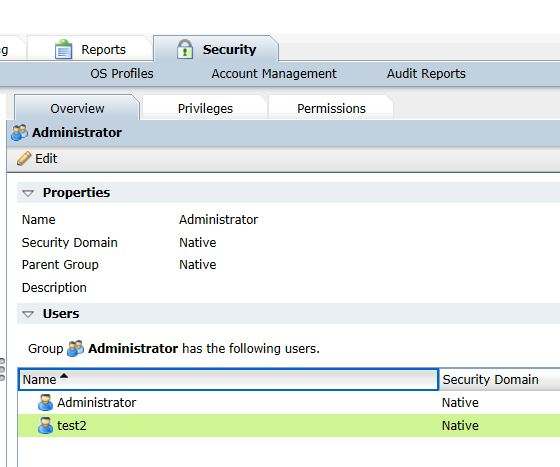 g Reports Security
OS Profiles Account Management Audit Reports
Overview Privileges Permissions
Administrator
Edit
Properties
Name Administrator
Security Domain Native
Parent Group Native
Description
Users
Group Administrator has the following users.
Name Security Domain
Administrator Native
test2 Native